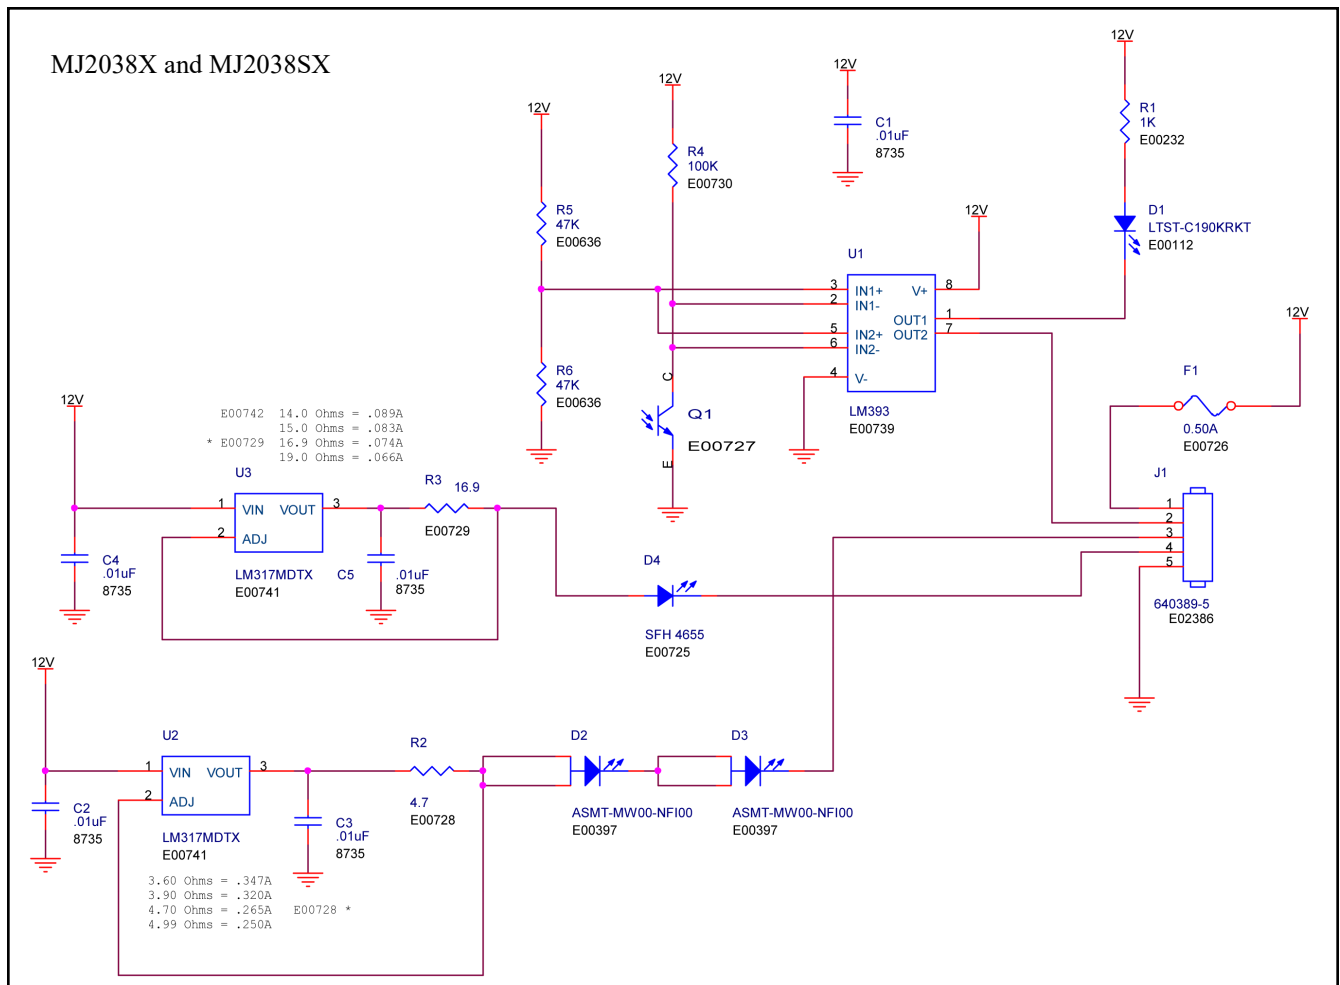 MJ2038X and MJ2038SX
12V
R1
1K
E00232
12V
C1
.01uF
8735
12V
R4
100K
E00730
12V
R5
47K
E00636
D1
LTST-C190KRKT
E00112
12V
U1
3 IN1+ V+ 8
2 IN1-
OUT1 1
5 IN2+ OUT2 7
6 IN2-
4 V-
LM393
E00739
R6
47K
E00636
C
Q1
E00727
E
12V
F1
0.50A
E00726
J1
1
2
3
4
5
640389-5
E02386
12V
E00742 14.0 Ohms = .089A
15.0 Ohms = .083A
* E00729 16.9 Ohms = .074A
19.0 Ohms = .066A
U3
1 VIN VOUT 3
2 ADJ
LM317MDTX
E00741
R3 16.9
E00729
C4
.01uF
8735
C5 .01uF
8735
D4
SFH 4655
E00725
12V
U2
1 VIN VOUT 3
2 ADJ
LM317MDTX
E00741
R2
4.7
E00728
C2
.01uF
8735
C3
.01uF
8735
D2
ASMT-MW00-NFI00
E00397
D3
ASMT-MW00-NFI00
E00397
3.60 Ohms = .347A
3.90 Ohms = .320A
4.70 Ohms = .265A E00728 *
4.99 Ohms = .250A